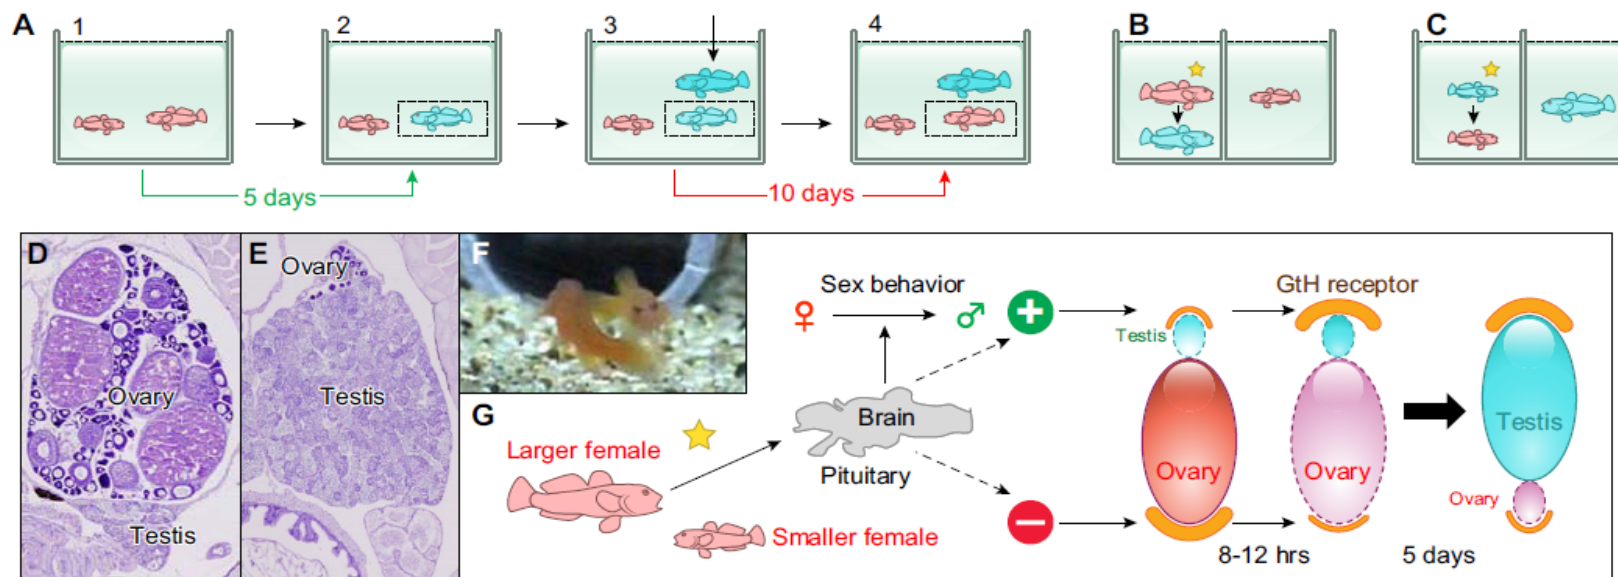 A
1
2
3
4
B
C
5 days
10 days
D
Ovary
Testis
E
Ovary
Testis
F
G
Larger female
Smaller female
Sex behavior
♀
♂
Brain
Pituitary
+
−
Testis
Ovary
GtH receptor
Ovary
8-12 hrs
Testis
Ovary
5 days